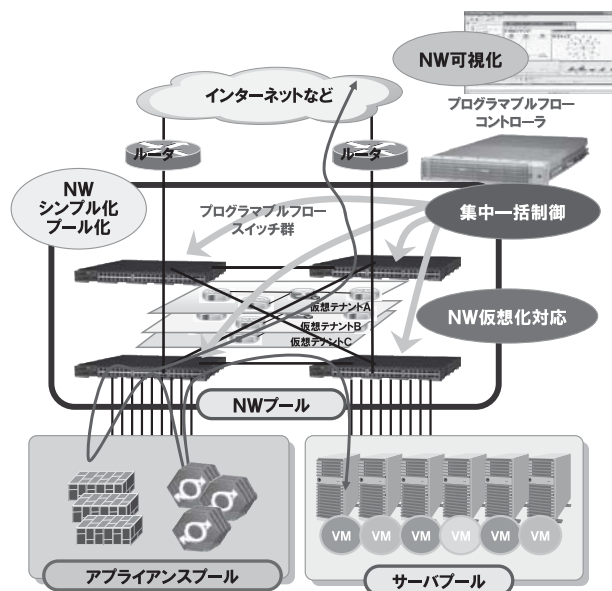 NW可視化
インターネットなど
プログラマブルフロー
コントローラ
ルータ
ルータ
NW
シンプル化
プール化
プログラマブルフロー
スイッチ群
集中一括制御
仮想テナントA
仮想テナントB
仮想テナントC
NW仮想化対応
NWプール
VM
VM
VM
VM
VM
VM
アプライアンスプール
サーバプール